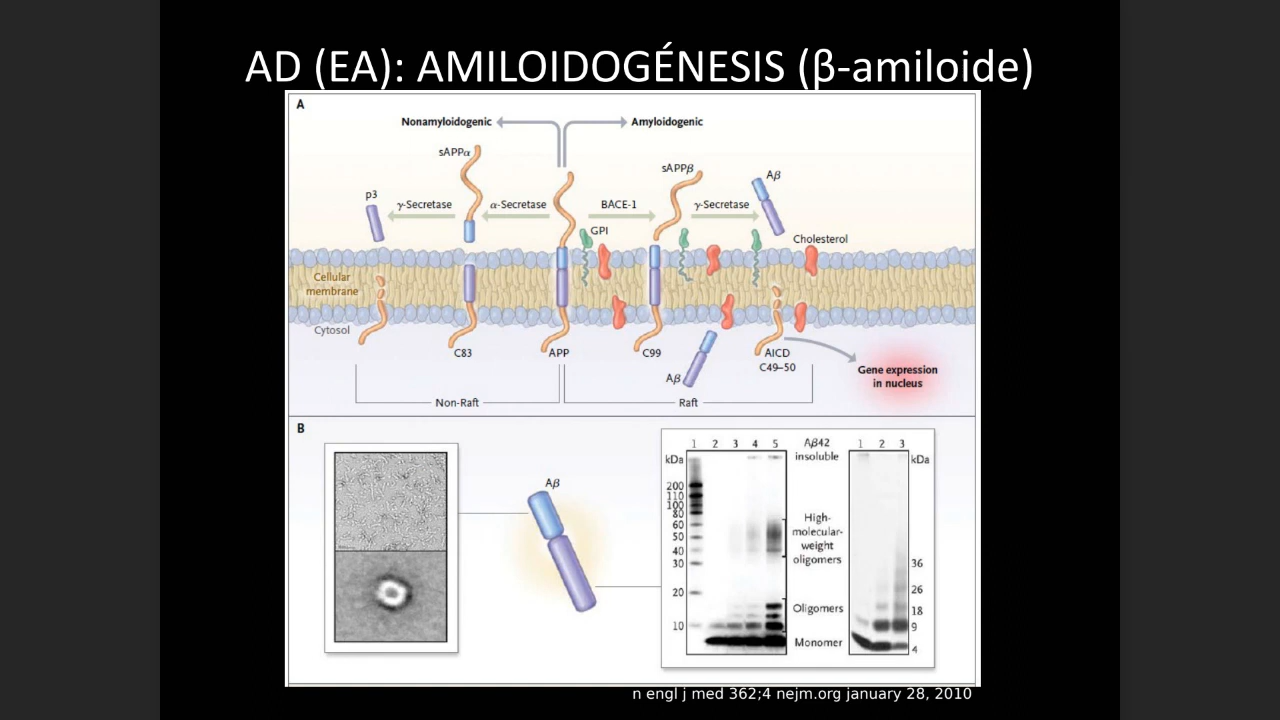 AD (EA): AMILOIDOGÉNESIS (β-amiloide)
A
Nonamyloidogenic
Amyloidogenic
sAPPα
sAPPβ
Aβ
p3
γ-Secretase
α-Secretase
BACE-1
γ-Secretase
GPI
Cholesterol
Cellular
membrane
Cytosol
C83
APP
C99
Aβ
AICD
C49–50
Gene expression
in nucleus
Non-Raft
Raft
B
Aβ
1 2 3 4 5
kDa
200
110
100
80
60
50
40
30
20
10
Aβ42
insoluble
High-
molecular-
weight
oligomers
Oligomers
Monomer
1 2 3
kDa
36
26
18
9
4
n engl j med 362;4 nejm.org january 28, 2010